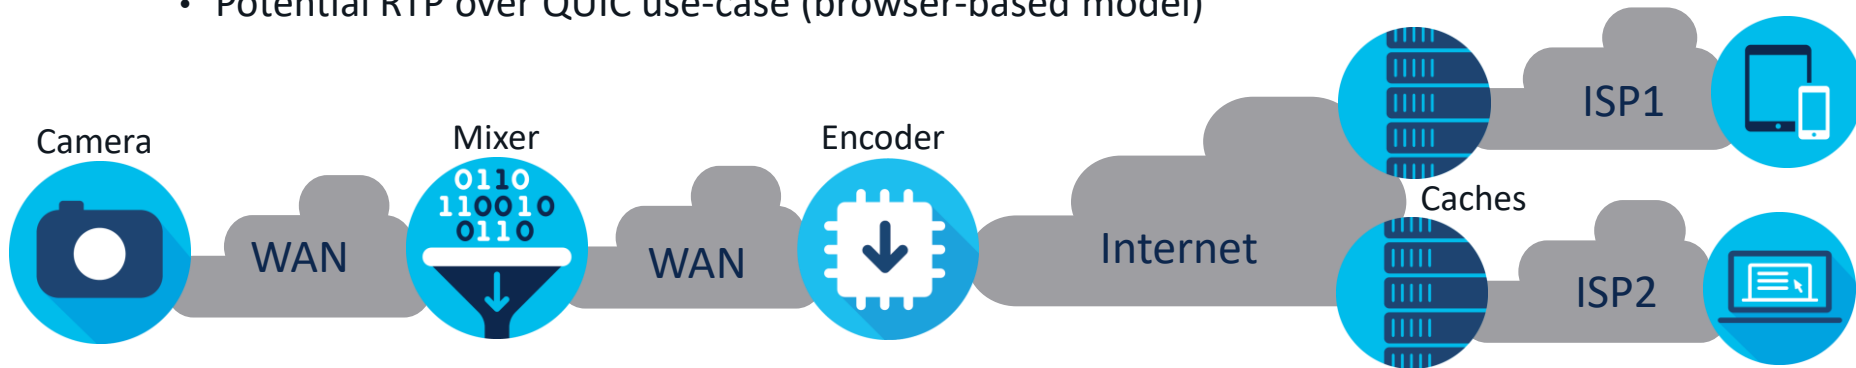 • Potential RTP over QUIC use-case (browser-based model)
Camera
Mixer
Encoder
0110
110010
0110
WAN
WAN
Internet
Caches
ISP1
ISP2